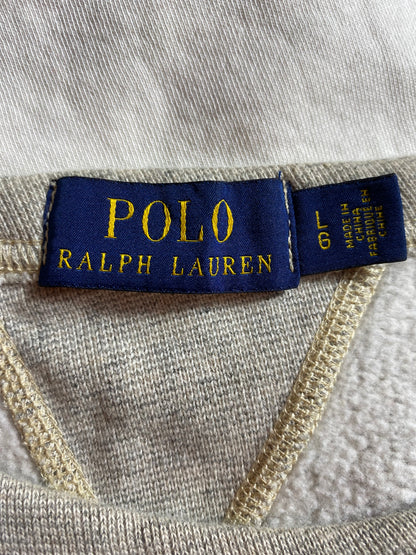 POLO
RALPH LAUREN
MADE IN
CHINA
FABRIQUÉ EN
CHINE